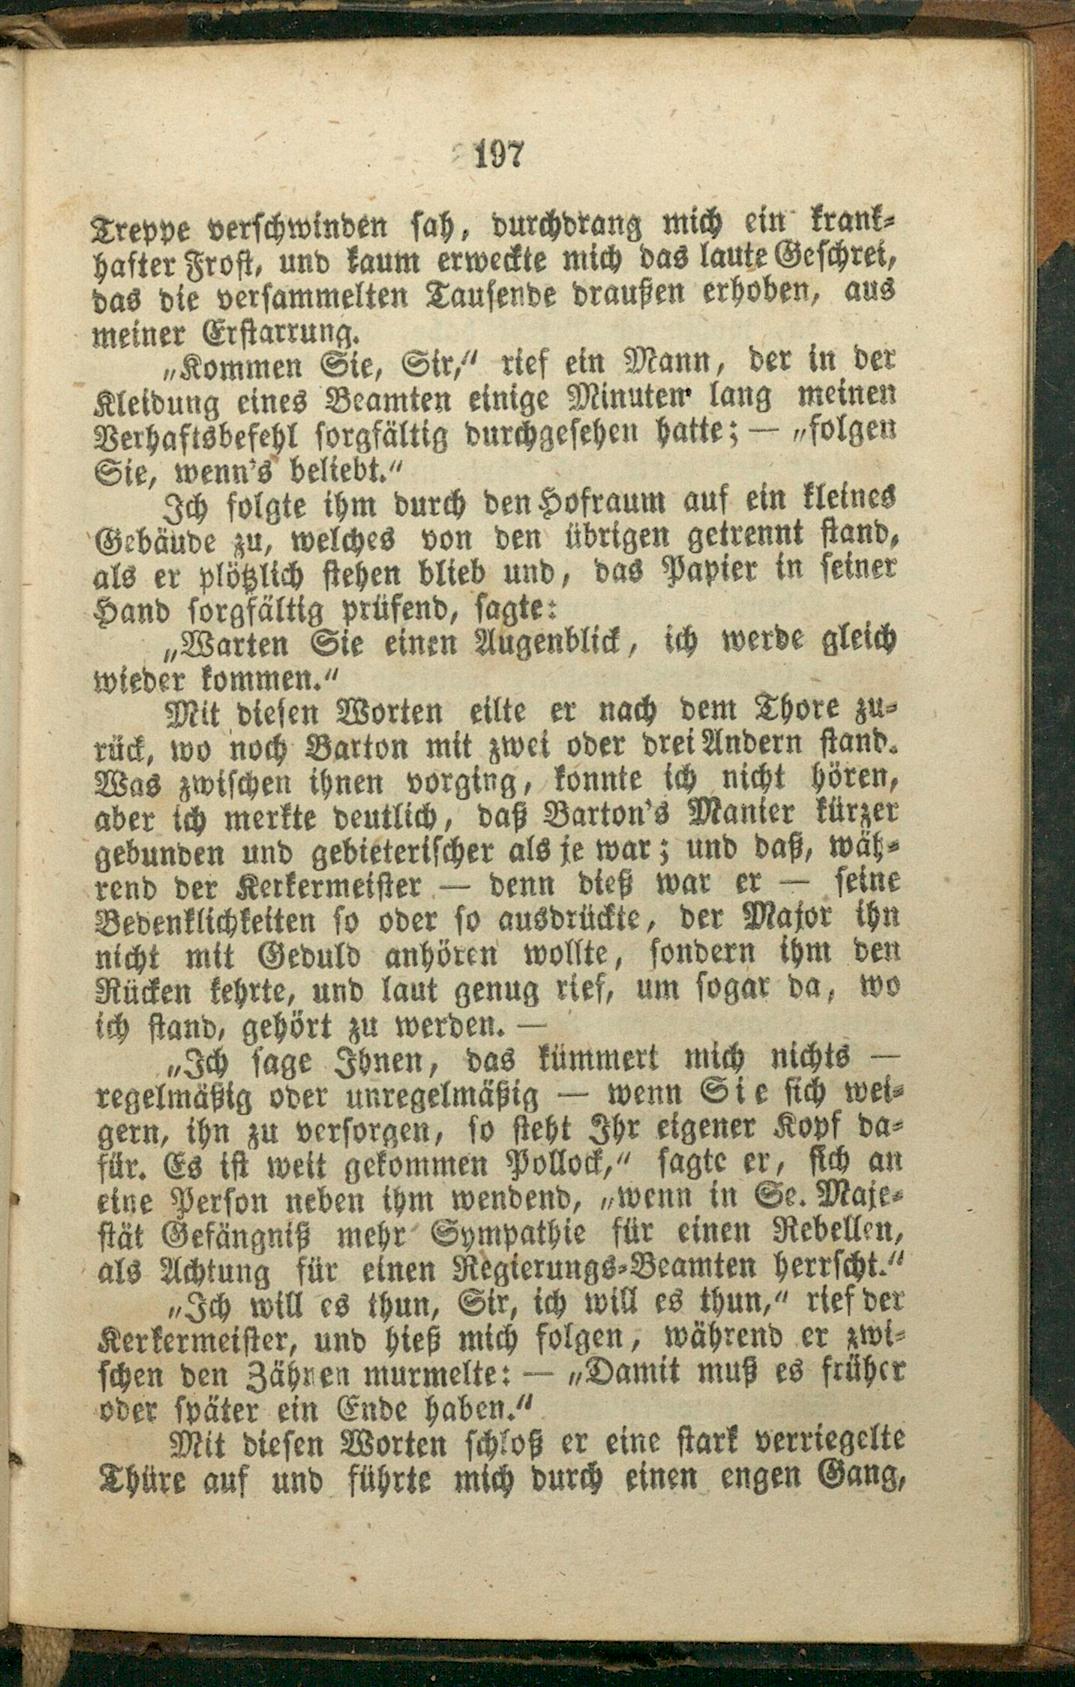 197
Treppe verschwinden sah, durchdrang mich ein krank-
hafter Frost, und kaum erweckte mich das laute Geschrei,
das die versammelten Tausende draußen erhoben, aus
meiner Erstarrung.
„Kommen Sie, Sir,“ rief ein Mann, der in der
Kleidung eines Beamten einige Minuten lang meinen
Verhaftsbefehl sorgfältig durchgesehen hatte; — „folgen
Sie, wenn's beliebt.“
Ich folgte ihm durch den Hofraum auf ein kleines
Gebäude zu, welches von den übrigen getrennt stand,
als er plötzlich stehen blieb und, das Papier in seiner
Hand sorgfältig prüfend, sagte:
„Warten Sie einen Augenblick, ich werde gleich
wieder kommen.“
Mit diesen Worten eilte er nach dem Thore zu-
rück, wo noch Barton mit zwei oder drei Andern stand.
Was zwischen ihnen vorging, konnte ich nicht hören,
aber ich merkte deutlich, daß Barton's Manier kürzer
gebunden und gebieterischer als je war; und daß, wäh-
rend der Kerkermeister — denn dieß war er — seine
Bedenklichkeiten so oder so ausdrückte, der Major ihn
nicht mit Geduld anhören wollte, sondern ihm den
Rücken kehrte, und laut genug rief, um sogar da, wo
ich stand, gehört zu werden. —
„Ich sage Ihnen, das kümmert mich nichts —
regelmäßig oder unregelmäßig — wenn Sie sich wei-
gern, ihn zu versorgen, so steht Ihr eigener Kopf da-
für. Es ist weit gekommen Pollock,“ sagte er, sich an
eine Person neben ihm wendend, „wenn in Se. Maje-
stät Gefängniß mehr Sympathie für einen Rebellen,
als Achtung für einen Regierungs-Beamten herrscht.“
„Ich will es thun, Sir, ich will es thun,“ rief der
Kerkermeister, und hieß mich folgen, während er zwi-
schen den Zähnen murmelte: — „Damit muß es früher
oder später ein Ende haben.“
Mit diesen Worten schloß er eine stark verriegelte
Thüre auf und führte mich durch einen engen Gang,